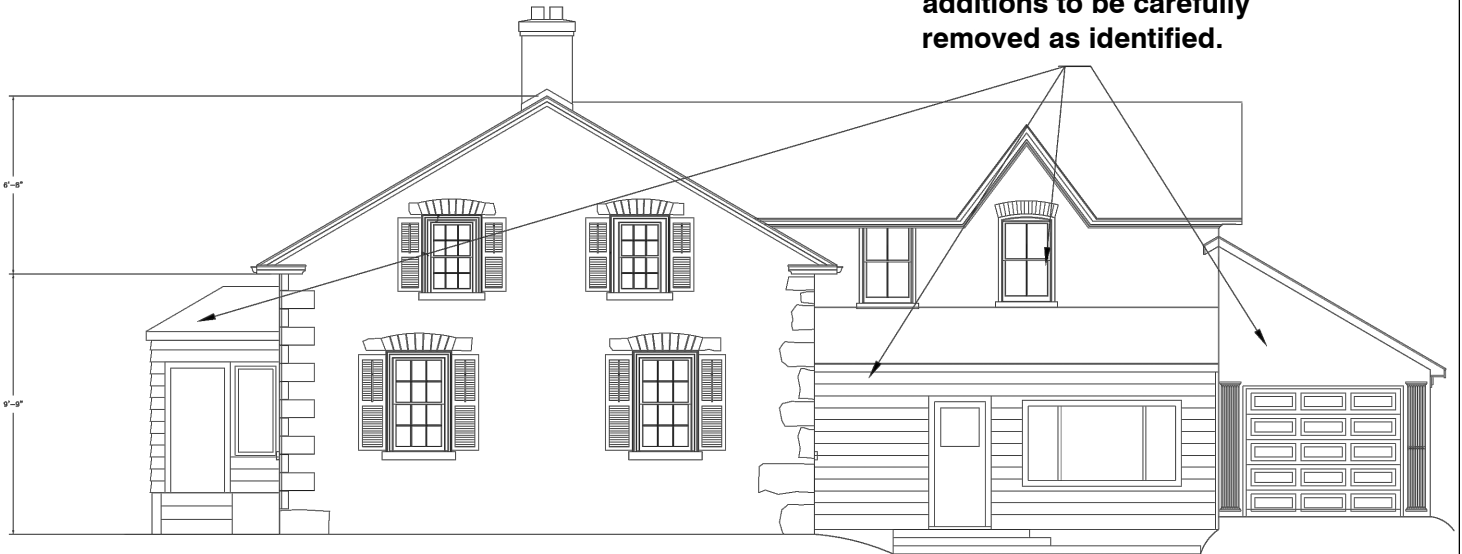 additions to be carefully
removed as identified.
6'-8"
9'-9"